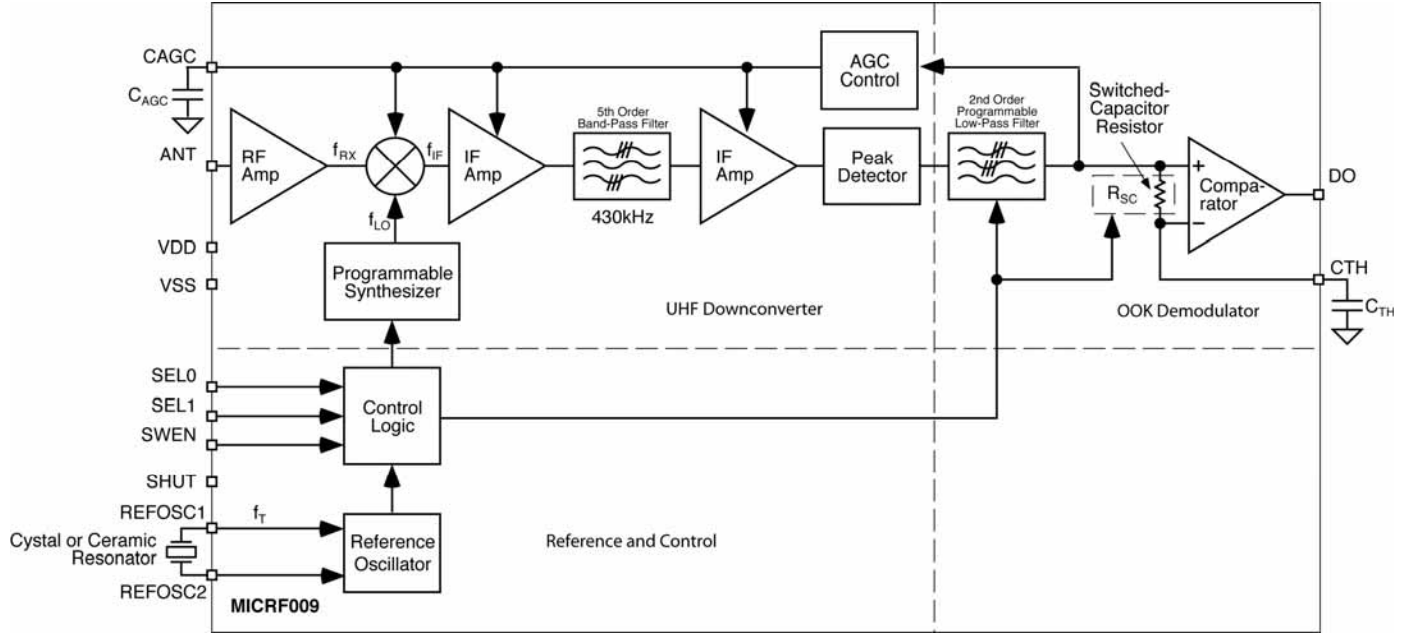 CAGC
C_AGC
ANT
VDD
VSS
RF
Amp
f_RX
f_IF
f_LO
IF
Amp
5th Order
Band-Pass Filter
430kHz
IF
Amp
AGC
Control
Peak
Detector
2nd Order
Programmable
Low-Pass Filter
Switched-
Capacitor
Resistor
R_SC
+
−
Compa-
rator
DO
CTH
C_TH
Programmable
Synthesizer
UHF Downconverter
OOK Demodulator
SEL0
SEL1
SWEN
SHUT
REFOSC1
Cystal or Ceramic
Resonator
REFOSC2
f_T
Control
Logic
Reference
Oscillator
Reference and Control
MICRF009